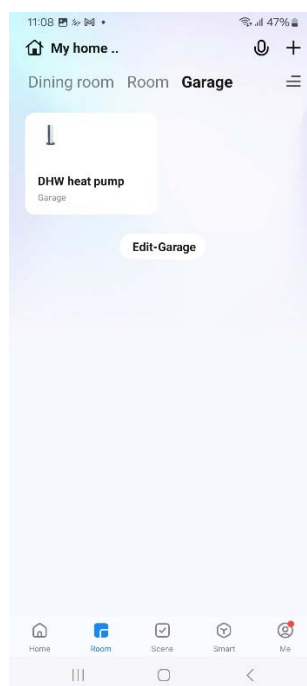 11:08 47%
My home ..
Dining room Room Garage
DHW heat pump
Garage
Edit-Garage
Home Room Scene Smart Me